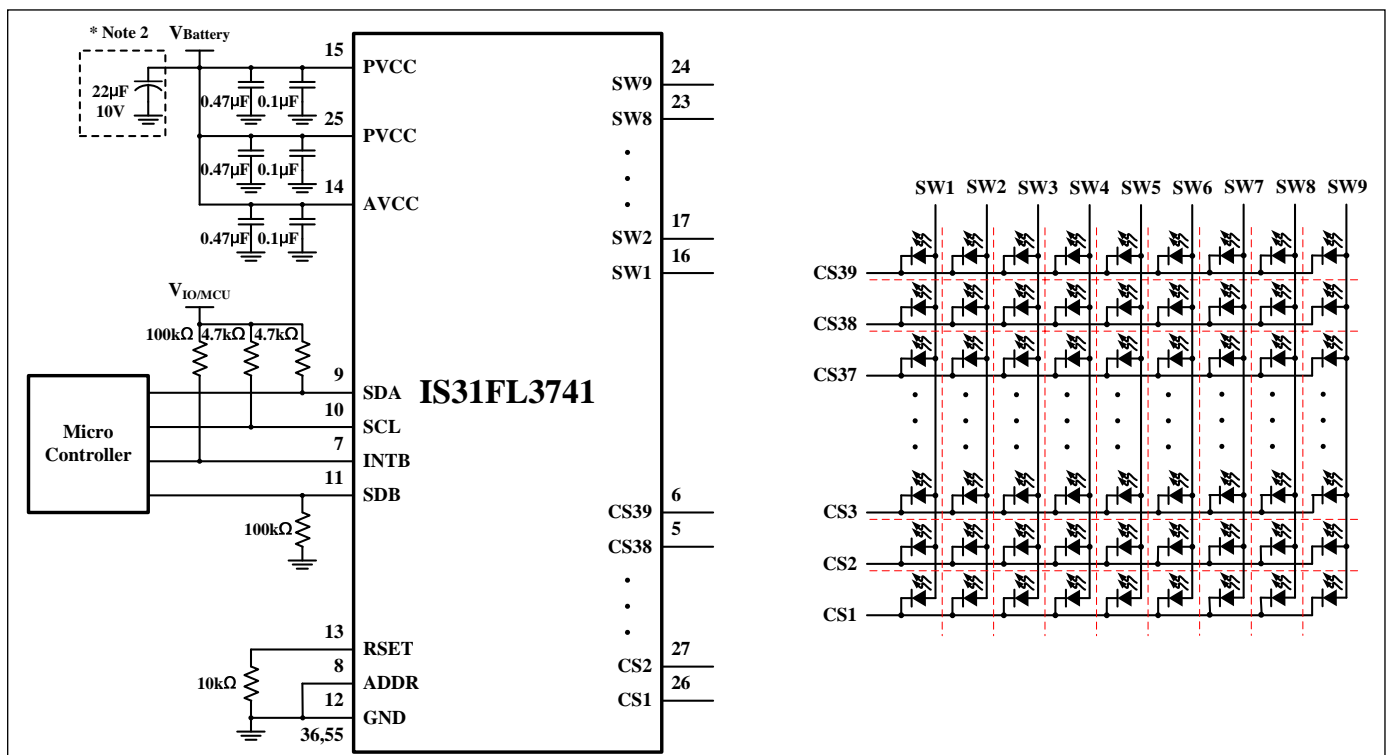 * Note 2
VBattery
22µF
10V
15
PVCC
0.47µF 0.1µF
25
PVCC
0.47µF 0.1µF
14
AVCC
0.47µF 0.1µF
VIO/MCU
100kΩ 4.7kΩ 4.7kΩ
Micro
Controller
9
SDA
10
SCL
7
INTB
11
SDB
100kΩ
13
RSET
8
ADDR
12
GND
36,55
10kΩ
IS31FL3741
24
SW9
23
SW8
17
SW2
16
SW1
6
CS39
5
CS38
27
CS2
26
CS1
SW1 SW2 SW3 SW4 SW5 SW6 SW7 SW8 SW9
CS39
CS38
CS37
CS3
CS2
CS1